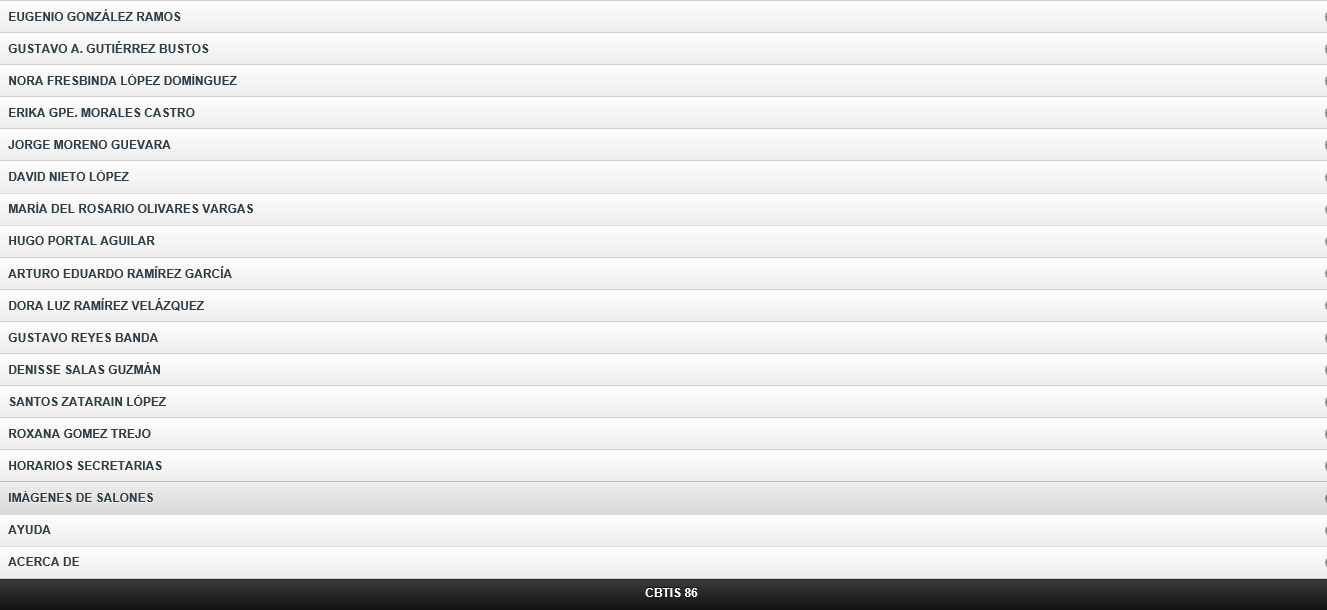 EUGENIO GONZÁLEZ RAMOS
GUSTAVO A. GUTIÉRREZ BUSTOS
NORA FRESBINDA LÓPEZ DOMÍNGUEZ
ERIKA GPE. MORALES CASTRO
JORGE MORENO GUEVARA
DAVID NIETO LÓPEZ
MARÍA DEL ROSARIO OLIVARES VARGAS
HUGO PORTAL AGUILAR
ARTURO EDUARDO RAMÍREZ GARCÍA
DORA LUZ RAMÍREZ VELÁZQUEZ
GUSTAVO REYES BANDA
DENISSE SALAS GUZMÁN
SANTOS ZATARAIN LÓPEZ
ROXANA GOMEZ TREJO
HORARIOS SECRETARIAS
IMÁGENES DE SALONES
AYUDA
ACERCA DE
CBTIS 86